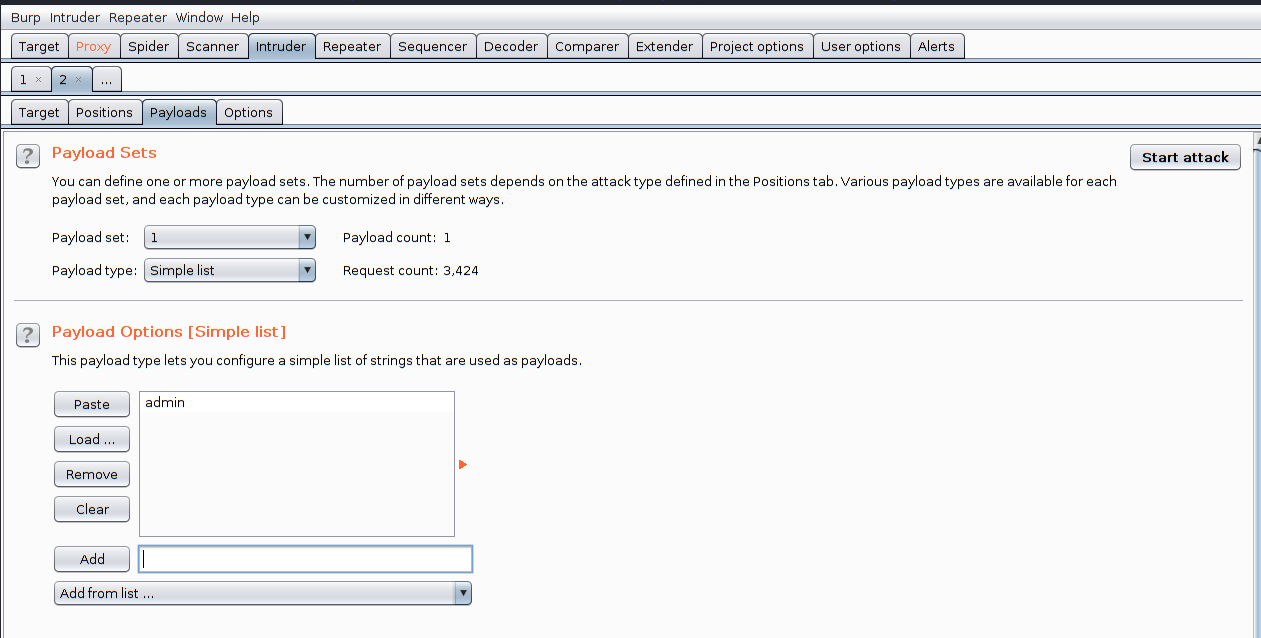 Burp Intruder Repeater Window Help
Target Proxy Spider Scanner Intruder Repeater Sequencer Decoder Comparer Extender Project options User options Alerts
1 × 2 × ...
Target Positions Payloads Options
? Payload Sets
Start attack
You can define one or more payload sets. The number of payload sets depends on the attack type defined in the Positions tab. Various payload types are available for each
payload set, and each payload type can be customized in different ways.
Payload set: 1 Payload count: 1
Payload type: Simple list Request count: 3,424
? Payload Options [Simple list]
This payload type lets you configure a simple list of strings that are used as payloads.
Paste admin
Load ...
Remove
Clear
Add
Add from list ...